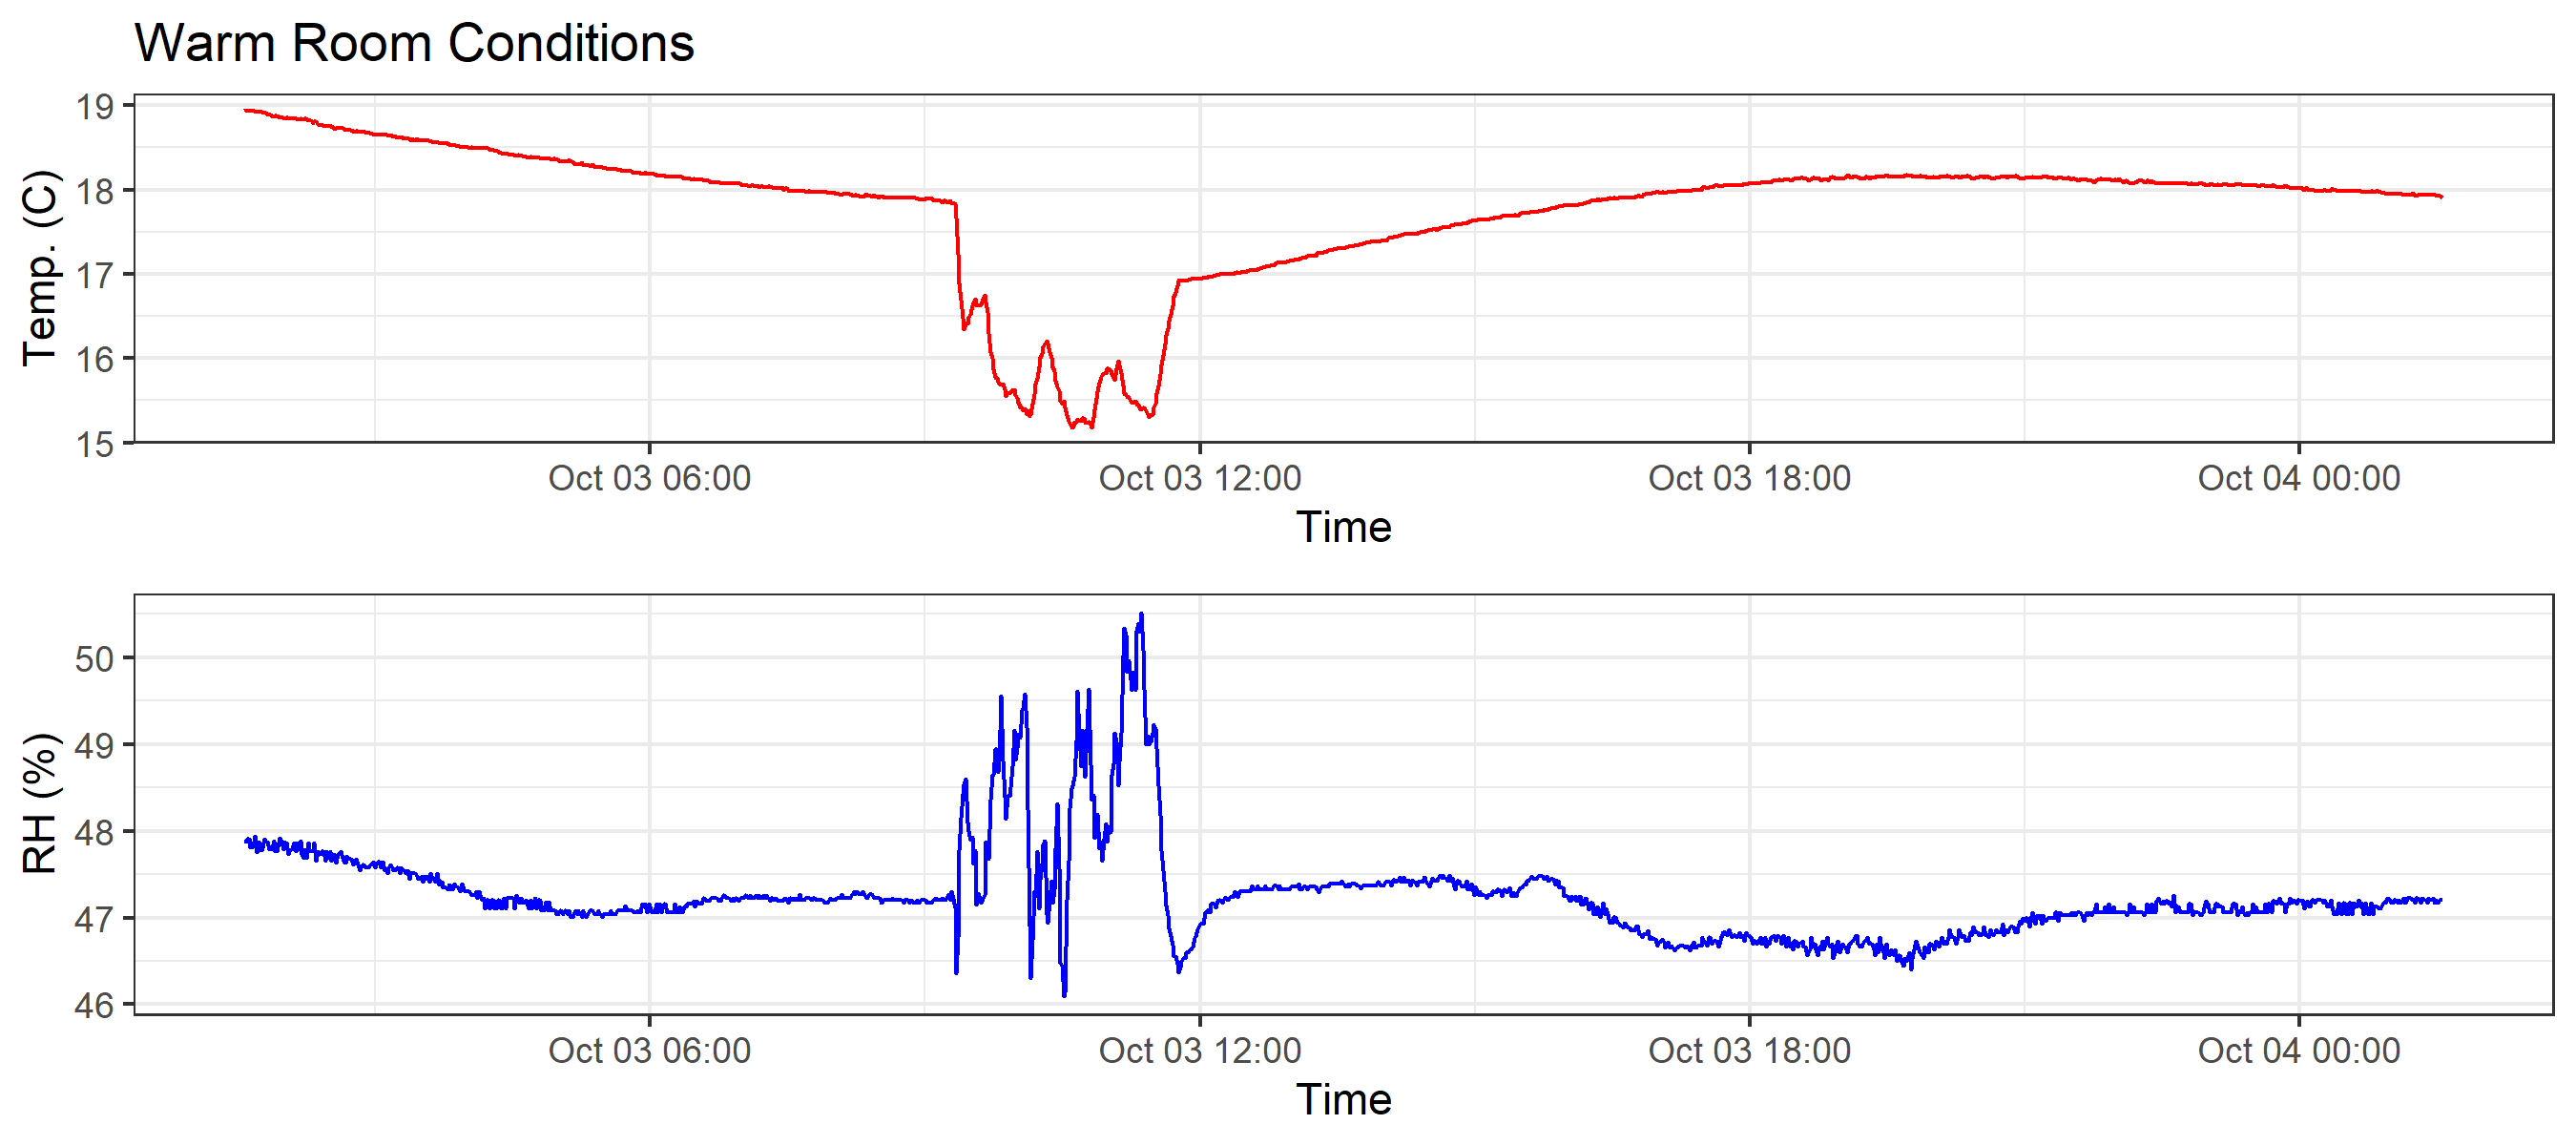 Warm Room Conditions
19
18
17
16
15
Temp. (C)
Oct 03 06:00 Oct 03 12:00 Oct 03 18:00 Oct 04 00:00
Time
50
49
48
47
46
RH (%)
Oct 03 06:00 Oct 03 12:00 Oct 03 18:00 Oct 04 00:00
Time